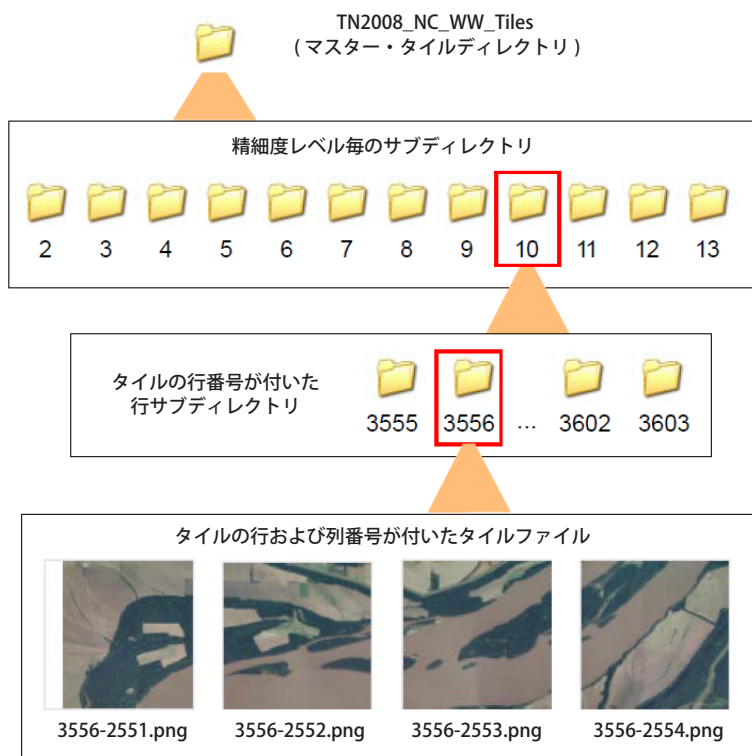 TN2008_NC_WW_Tiles
( マスター・タイルディレクトリ )
精細度レベル毎のサブディレクトリ
2 3 4 5 6 7 8 9 10 11 12 13
タイルの行番号が付いた
行サブディレクトリ
3555 3556 ... 3602 3603
タイルの行および列番号が付いたタイルファイル
3556-2551.png 3556-2552.png 3556-2553.png 3556-2554.png